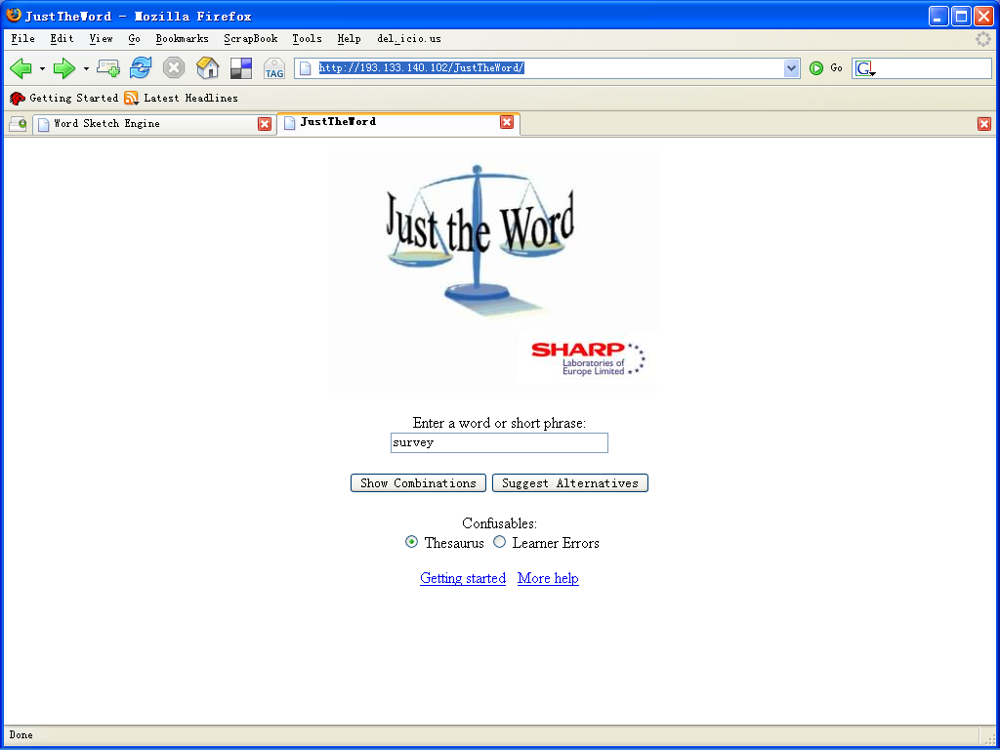 JustTheWord - Mozilla Firefox
File Edit View Go Bookmarks ScrapBook Tools Help del_icio.us
TAG http://193.133.140.102/JustTheWord/ Go G
Getting Started Latest Headlines
Word Sketch Engine JustTheWord
Just the Word
SHARP
Laboratories of
Europe Limited
Enter a word or short phrase:
survey
Show Combinations Suggest Alternatives
Confusables:
Thesaurus Learner Errors
Getting started More help
Done